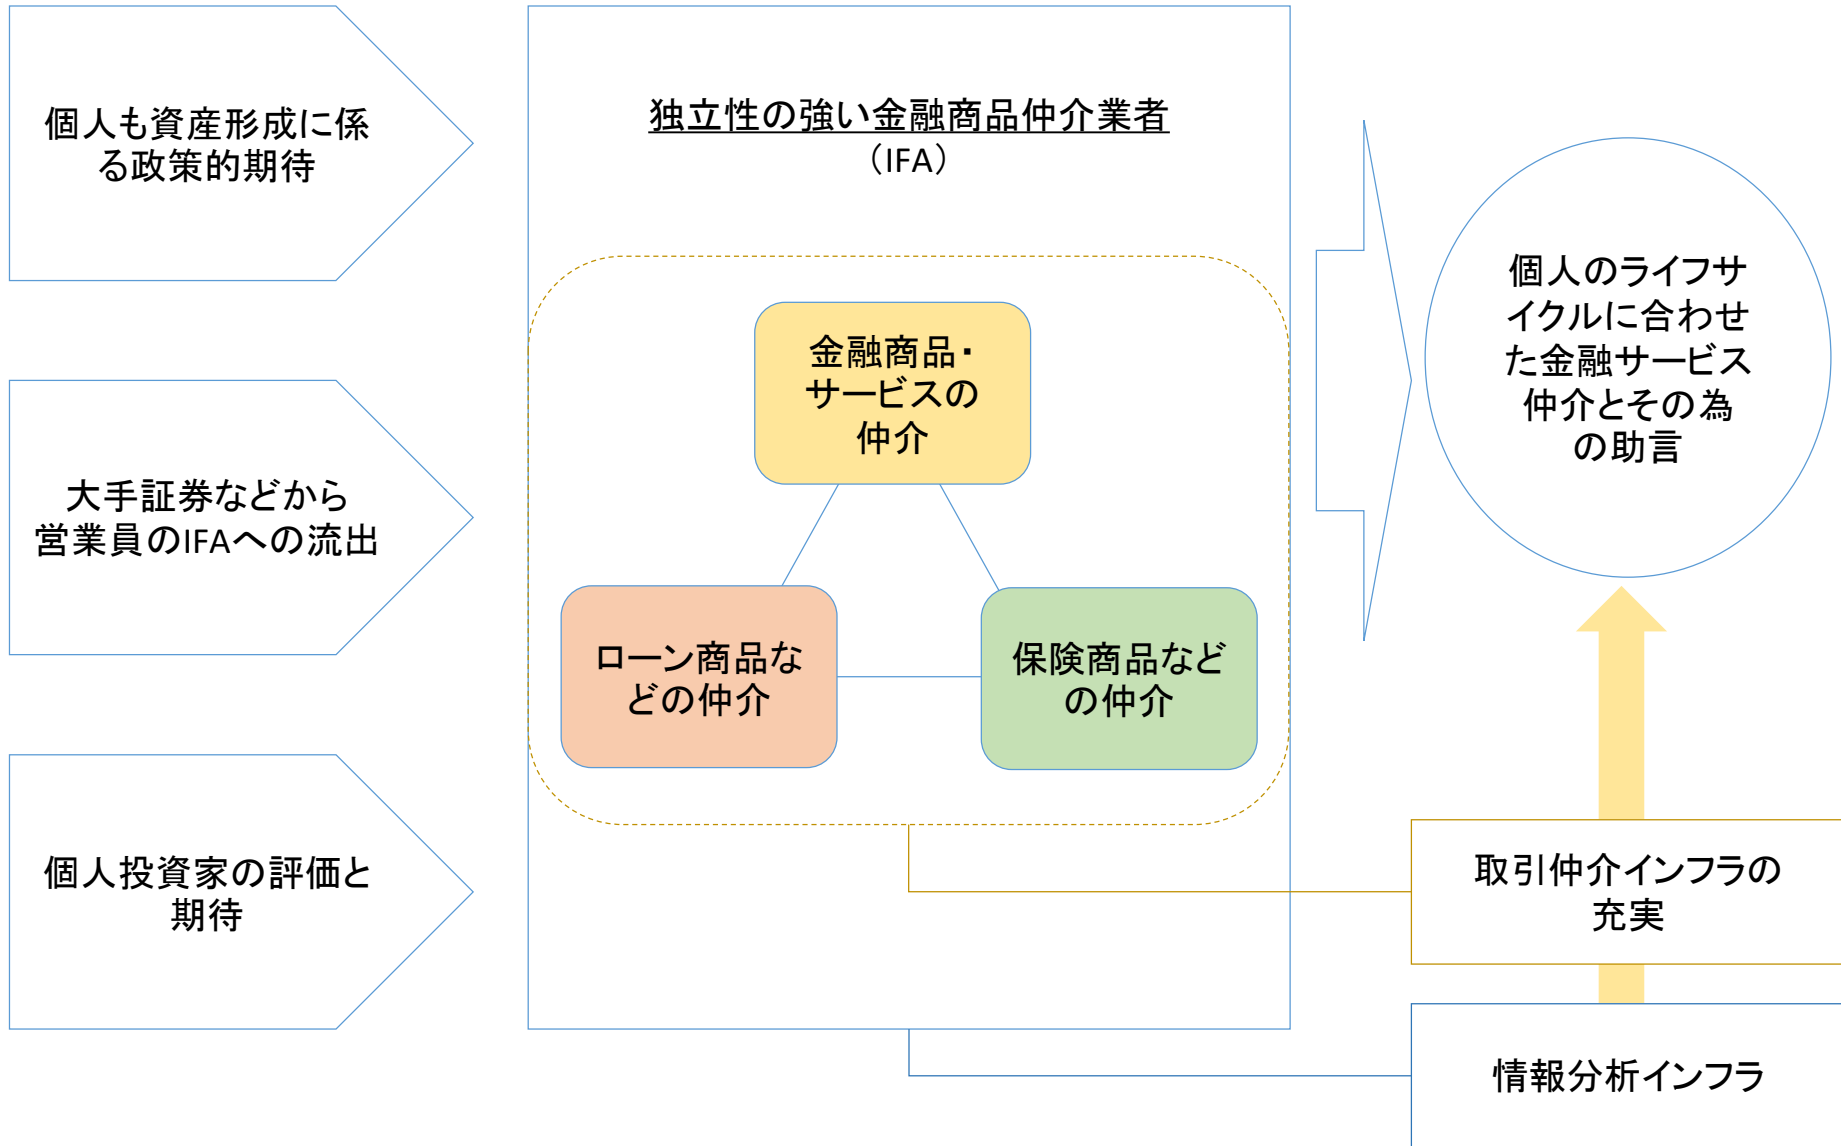 個人も資産形成に係
る政策的期待
大手証券などから
営業員のIFAへの流出
個人投資家の評価と
期待
独立性の強い金融商品仲介業者
（IFA）
金融商品・
サービスの
仲介
ローン商品な
どの仲介
保険商品など
の仲介
個人のライフサ
イクルに合わせ
た金融サービス
仲介とその為
の助言
取引仲介インフラの
充実
情報分析インフラ